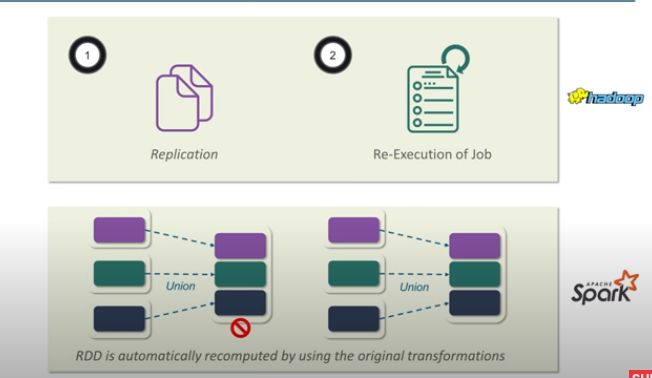 1
2
Replication
Re-Execution of Job
hadoop
Union
Union
APACHE
Spark
RDD is automatically recomputed by using the original transformations